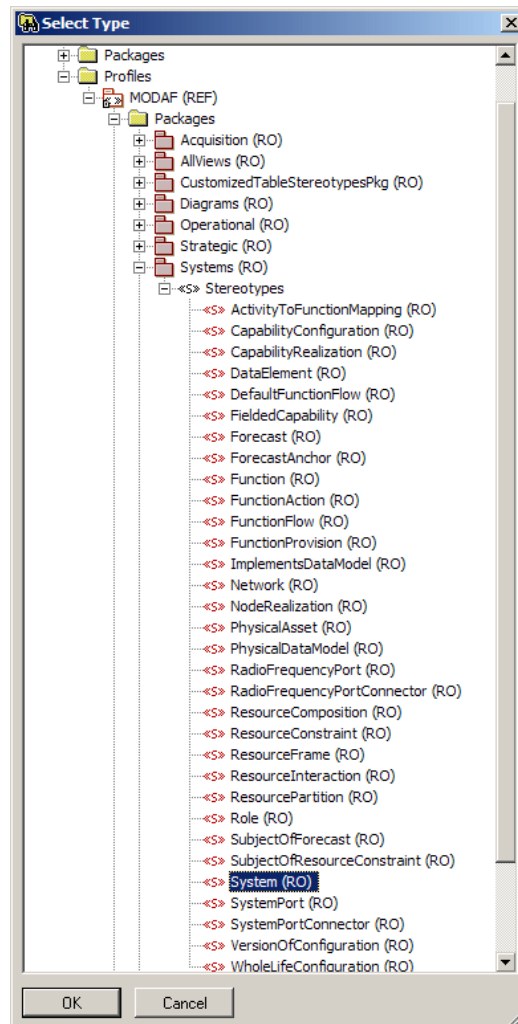 Select Type
Packages
Profiles
MODAF (REF)
Packages
Acquisition (RO)
AllViews (RO)
CustomizedTableStereotypesPkg (RO)
Diagrams (RO)
Operational (RO)
Strategic (RO)
Systems (RO)
«S» Stereotypes
«S» ActivityToFunctionMapping (RO)
«S» CapabilityConfiguration (RO)
«S» CapabilityRealization (RO)
«S» DataElement (RO)
«S» DefaultFunctionFlow (RO)
«S» FieldedCapability (RO)
«S» Forecast (RO)
«S» ForecastAnchor (RO)
«S» Function (RO)
«S» FunctionAction (RO)
«S» FunctionFlow (RO)
«S» FunctionProvision (RO)
«S» ImplementsDataModel (RO)
«S» Network (RO)
«S» NodeRealization (RO)
«S» PhysicalAsset (RO)
«S» PhysicalDataModel (RO)
«S» RadioFrequencyPort (RO)
«S» RadioFrequencyPortConnector (RO)
«S» ResourceComposition (RO)
«S» ResourceConstraint (RO)
«S» ResourceFrame (RO)
«S» ResourceInteraction (RO)
«S» ResourcePartition (RO)
«S» Role (RO)
«S» SubjectOfForecast (RO)
«S» SubjectOfResourceConstraint (RO)
«S» System (RO)
«S» SystemPort (RO)
«S» SystemPortConnector (RO)
«S» VersionOfConfiguration (RO)
«S» WholeLifeConfiguration (RO)
OK Cancel